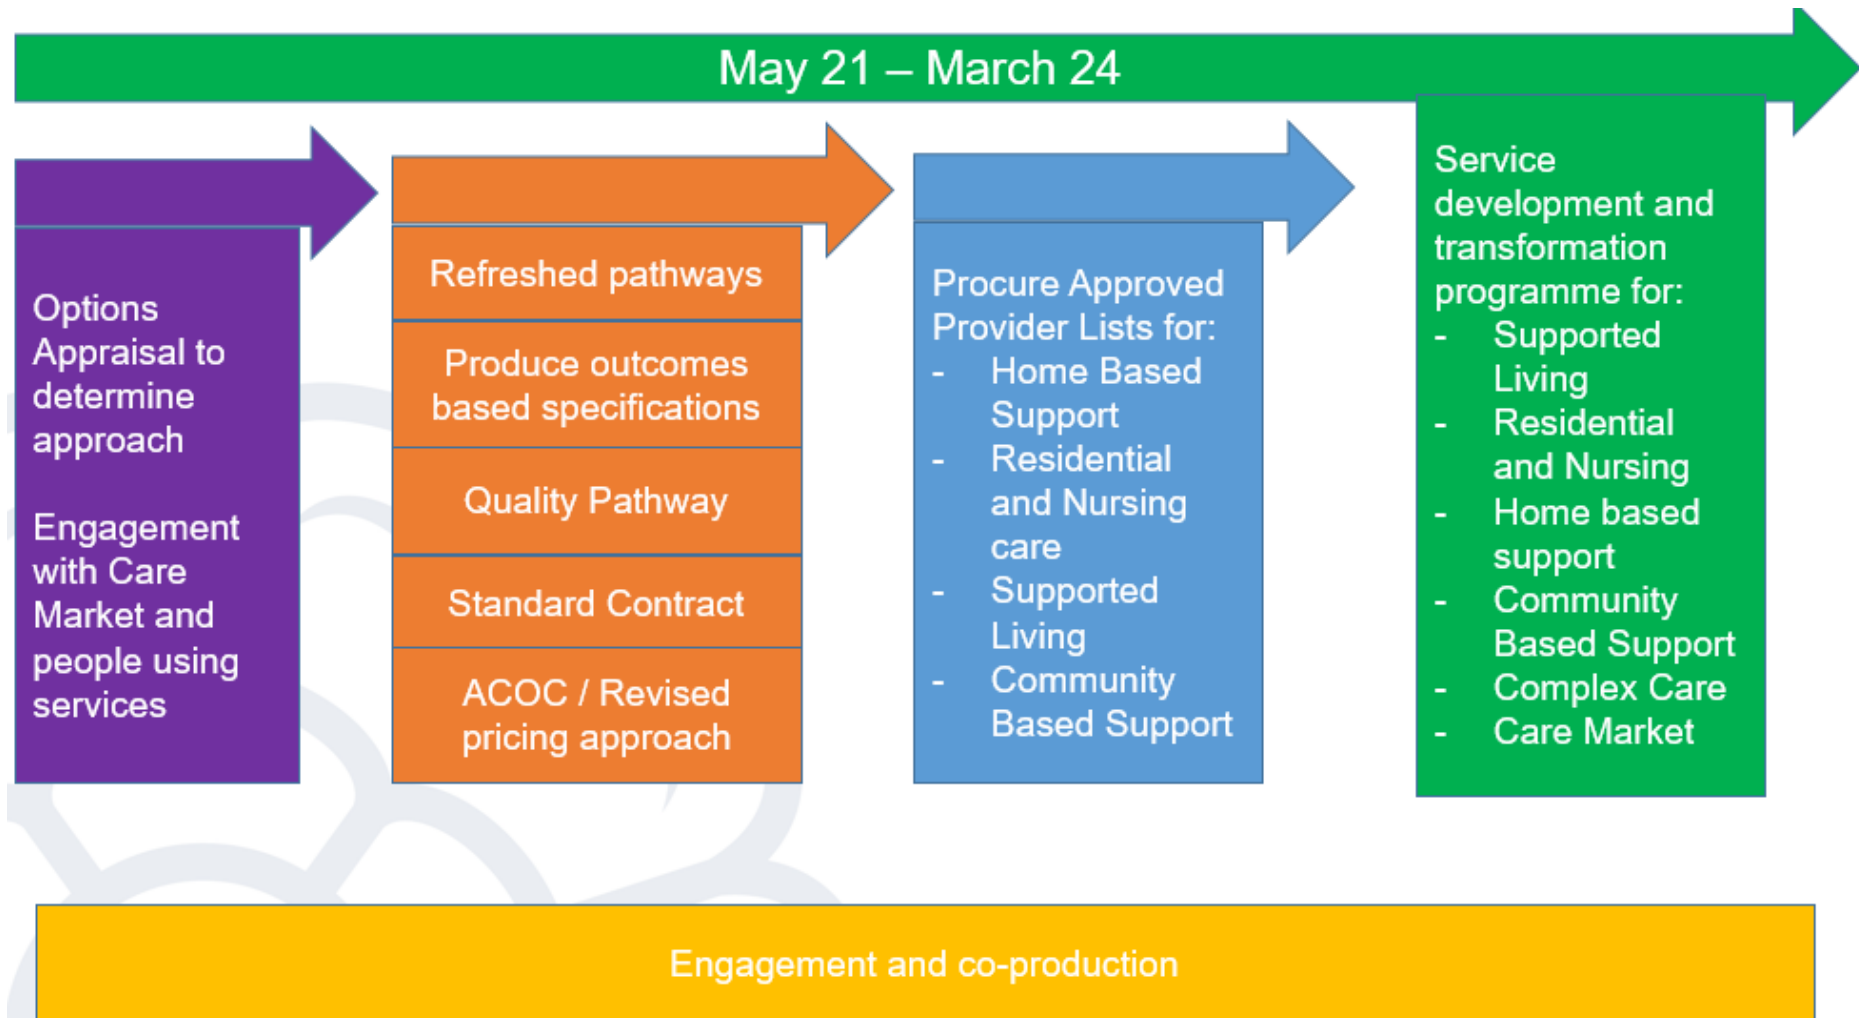 May 21 – March 24
Options
Appraisal to
determine
approach
Engagement
with Care
Market and
people using
services
Refreshed pathways
Produce outcomes
based specifications
Quality Pathway
Standard Contract
ACOC / Revised
pricing approach
Procure Approved
Provider Lists for:
- Home Based
Support
- Residential
and Nursing
care
- Supported
Living
- Community
Based Support
Service
development and
transformation
programme for:
- Supported
Living
- Residential
and Nursing
- Home based
support
- Community
Based Support
- Complex Care
- Care Market
Engagement and co-production